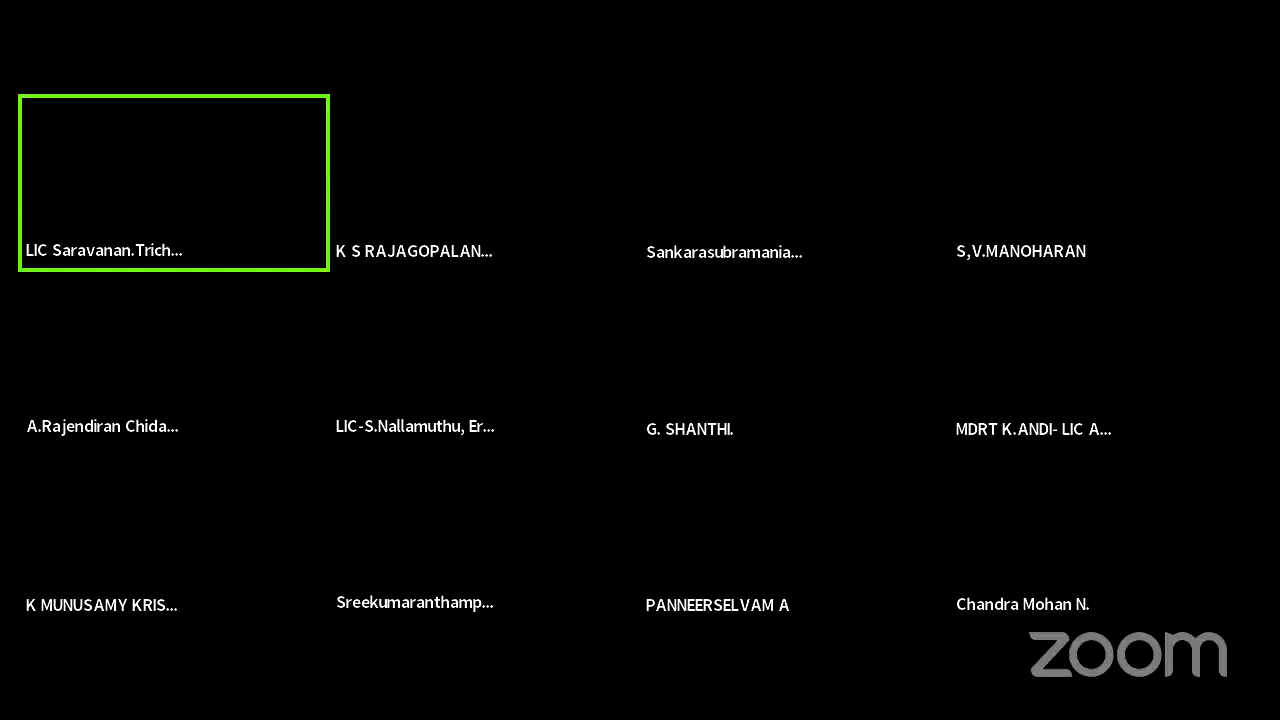 LIC Saravanan.Trich...
K S RAJAGOPALAN...
Sankarasubramania...
S,V.MANOHARAN
A.Rajendiran Chida...
LIC-S.Nallamuthu, Er...
G. SHANTHI.
MDRT K.ANDI- LIC A...
K MUNUSAMY KRIS...
Sreekumaranthamp...
PANNEERSELVAM A
Chandra Mohan N.
zoom